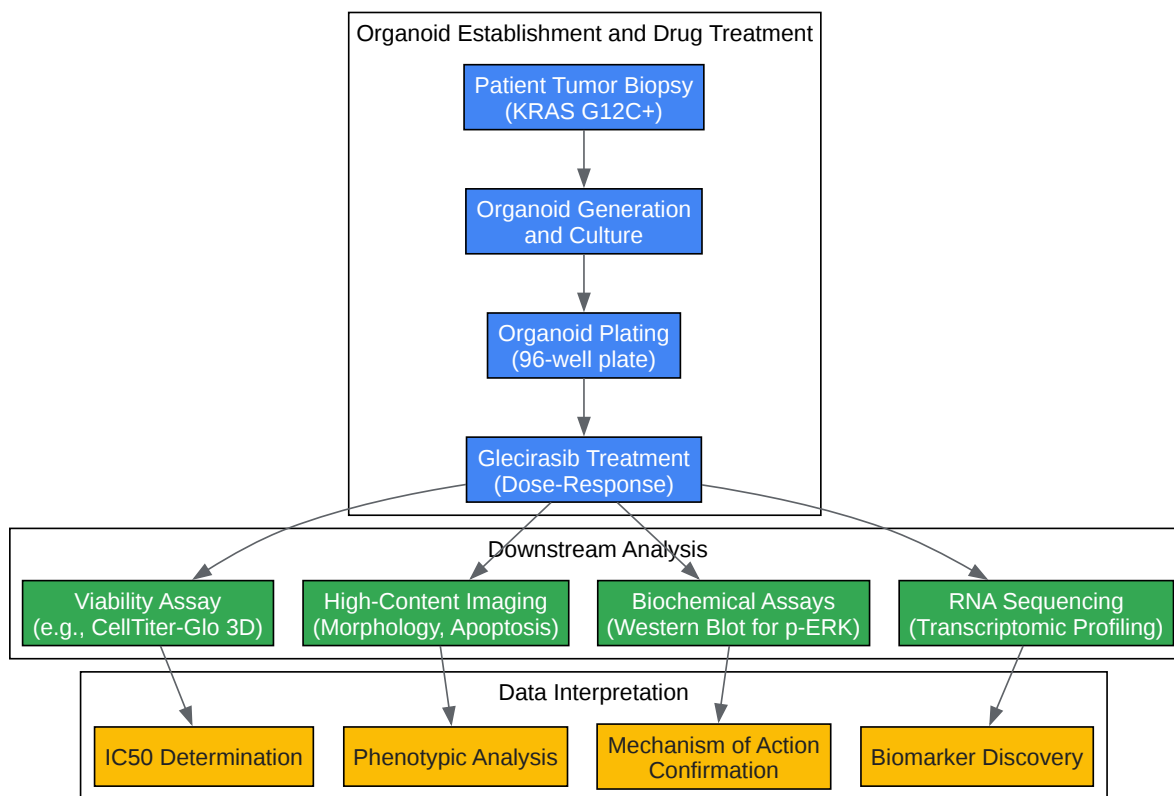 Organoid Establishment and Drug Treatment
Patient Tumor Biopsy
(KRAS G12C+)
Organoid Generation
and Culture
Organoid Plating
(96-well plate)
Glecirasib Treatment
(Dose-Response)
Downstream Analysis
Viability Assay
(e.g., CellTiter-Glo 3D)
High-Content Imaging
(Morphology, Apoptosis)
Biochemical Assays
(Western Blot for p-ERK)
RNA Sequencing
(Transcriptomic Profiling)
Data Interpretation
IC50 Determination
Phenotypic Analysis
Mechanism of Action
Confirmation
Biomarker Discovery